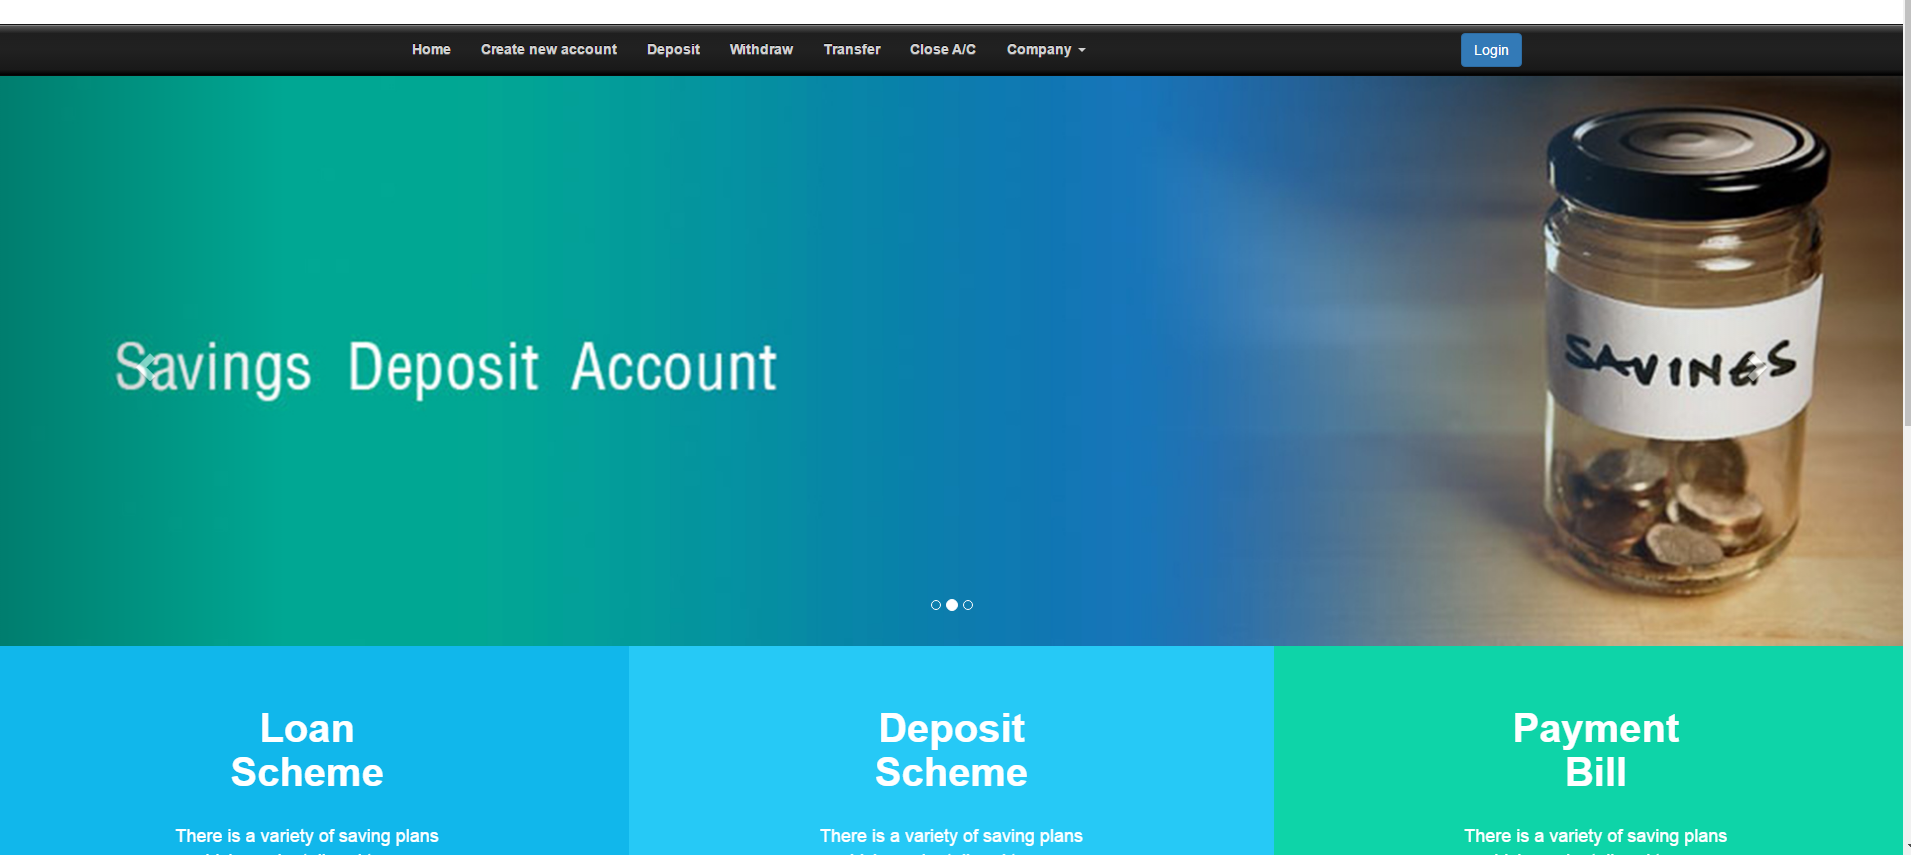 Home Create new account Deposit Withdraw Transfer Close A/C Company Login
Savings Deposit Account
SAVINGS
Loan
Scheme
There is a variety of saving plans
Deposit
Scheme
There is a variety of saving plans
Payment
Bill
There is a variety of saving plans